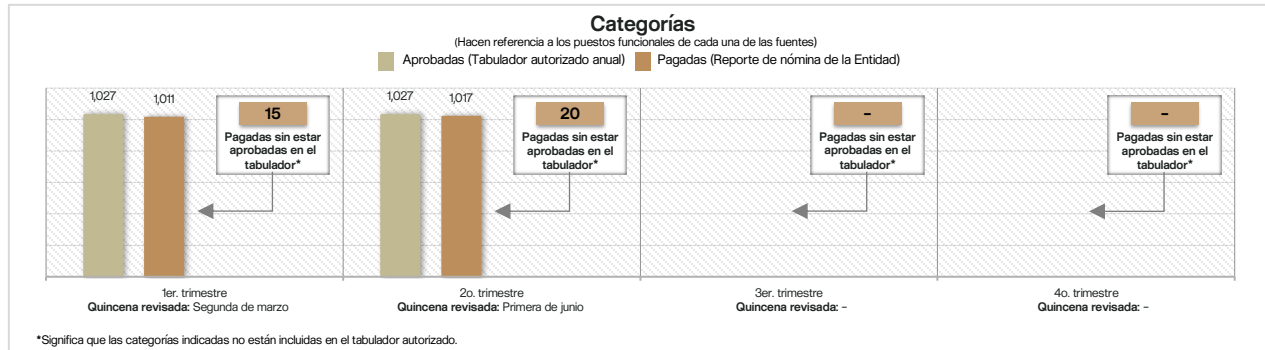 Categorías
(Hacen referencia a los puestos funcionales de cada una de las fuentes)
Aprobadas (Tabulador autorizado anual)
Pagadas (Reporte de nómina de la Entidad)
1,027
1,011
15
Pagadas sin estar
aprobadas en el
tabulador*
1,027
1,017
20
Pagadas sin estar
aprobadas en el
tabulador*
–
Pagadas sin estar
aprobadas en el
tabulador*
–
Pagadas sin estar
aprobadas en el
tabulador*
1er. trimestre
Quincena revisada: Segunda de marzo
2o. trimestre
Quincena revisada: Primera de junio
3er. trimestre
Quincena revisada: –
4o. trimestre
Quincena revisada: –
*Significa que las categorías indicadas no están incluidas en el tabulador autorizado.